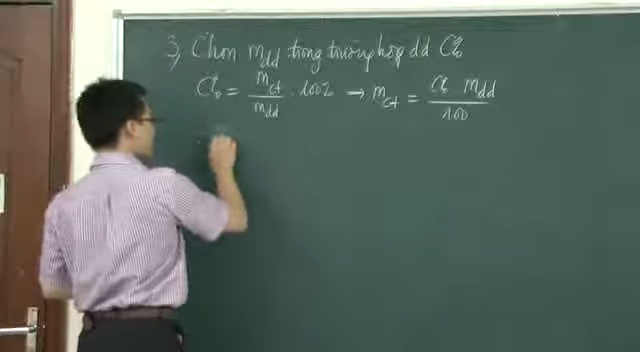 3, Chọn mdd trong trường hợp dd C%
C% = mct / mdd . 100% → mct = C% mdd / 100